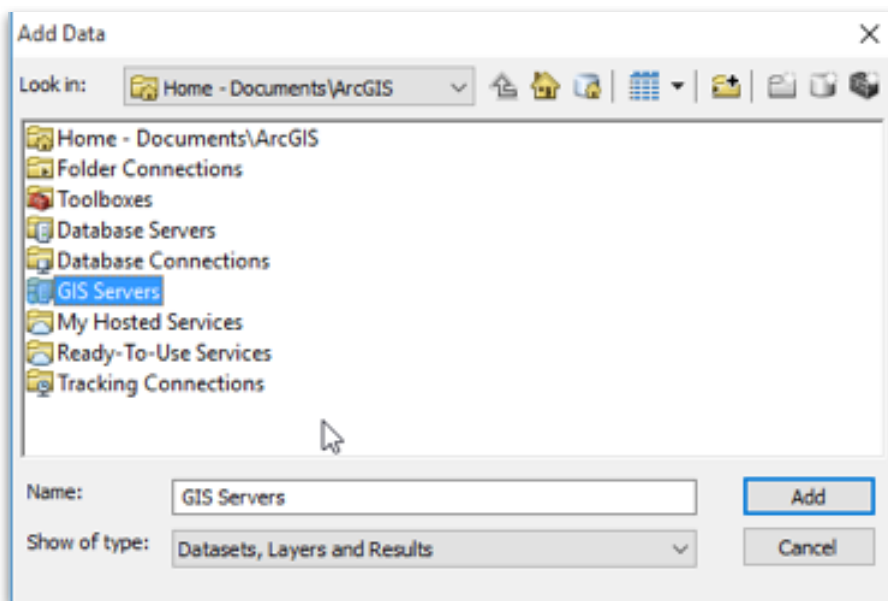 Add Data
Look in: Home - Documents\ArcGIS
Home - Documents\ArcGIS
Folder Connections
Toolboxes
Database Servers
Database Connections
GIS Servers
My Hosted Services
Ready-To-Use Services
Tracking Connections
Name: GIS Servers Add
Show of type: Datasets, Layers and Results Cancel